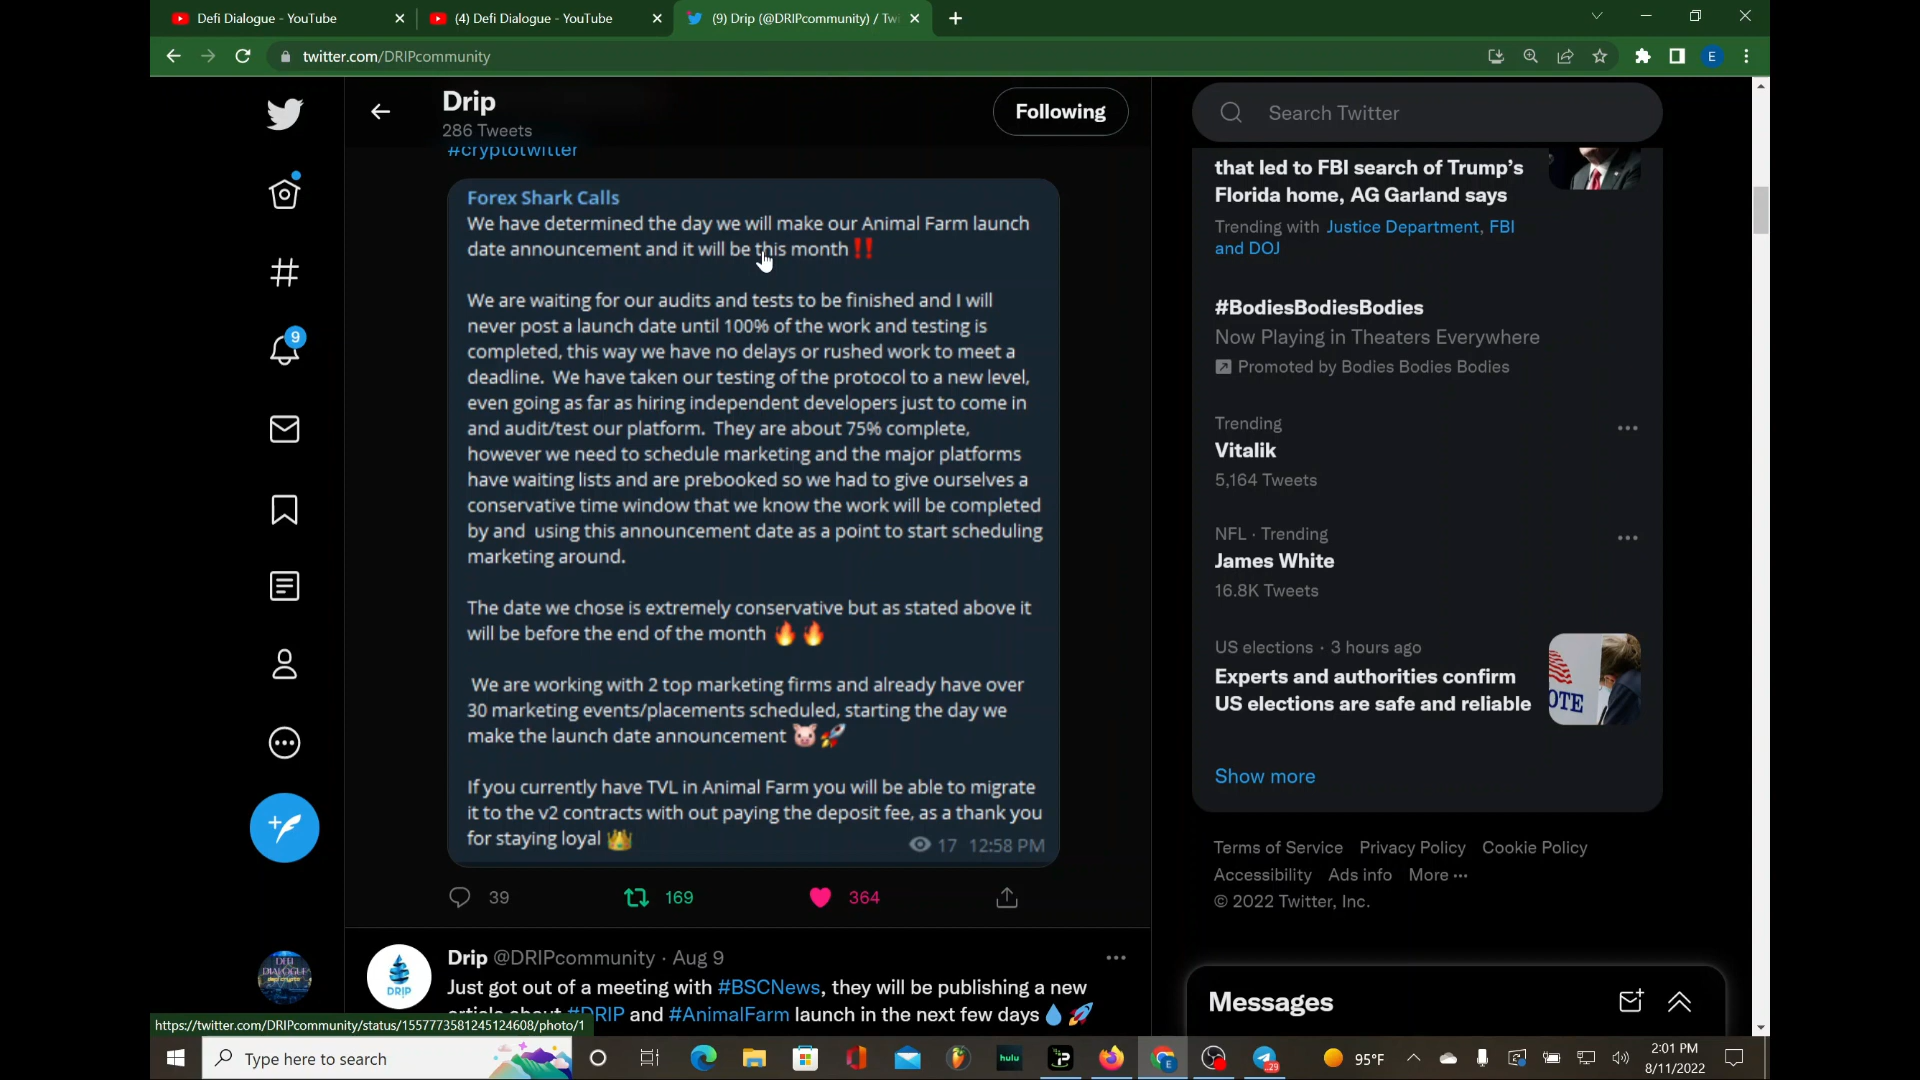 Defi Dialogue - YouTube
(4) Defi Dialogue - YouTube
(9) Drip (@DRIPcommunity) / Tw
twitter.com/DRIPcommunity
E
Drip
286 Tweets
Following
#cryptotwitter
Forex Shark Calls
We have determined the day we will make our Animal Farm launch
date announcement and it will be this month ‼️
We are waiting for our audits and tests to be finished and I will
never post a launch date until 100% of the work and testing is
completed, this way we have no delays or rushed work to meet a
deadline. We have taken our testing of the protocol to a new level,
even going as far as hiring independent developers just to come in
and audit/test our platform. They are about 75% complete,
however we need to schedule marketing and the major platforms
have waiting lists and are prebooked so we had to give ourselves a
conservative time window that we know the work will be completed
by and using this announcement date as a point to start scheduling
marketing around.
The date we chose is extremely conservative but as stated above it
will be before the end of the month 🔥 🔥
We are working with 2 top marketing firms and already have over
30 marketing events/placements scheduled, starting the day we
make the launch date announcement 🐷🚀
If you currently have TVL in Animal Farm you will be able to migrate
it to the v2 contracts with out paying the deposit fee, as a thank you
for staying loyal 👑
17 12:58 PM
39 169 364
Drip @DRIPcommunity · Aug 9
Just got out of a meeting with #BSCNews, they will be publishing a new
article about #DRIP and #AnimalFarm launch in the next few days 💧🚀
9
DEFI
DIALOGUE
DRIP
Search Twitter
that led to FBI search of Trump's
Florida home, AG Garland says
Trending with Justice Department, FBI
and DOJ
#BodiesBodiesBodies
Now Playing in Theaters Everywhere
Promoted by Bodies Bodies Bodies
Trending
Vitalik
5,164 Tweets
NFL · Trending
James White
16.8K Tweets
US elections · 3 hours ago
Experts and authorities confirm
US elections are safe and reliable
OTE
Show more
Terms of Service Privacy Policy Cookie Policy
Accessibility Ads info More ···
© 2022 Twitter, Inc.
Messages
https://twitter.com/DRIPcommunity/status/1557773581245124608/photo/1
Type here to search
hulu
29
95°F
2:01 PM
8/11/2022